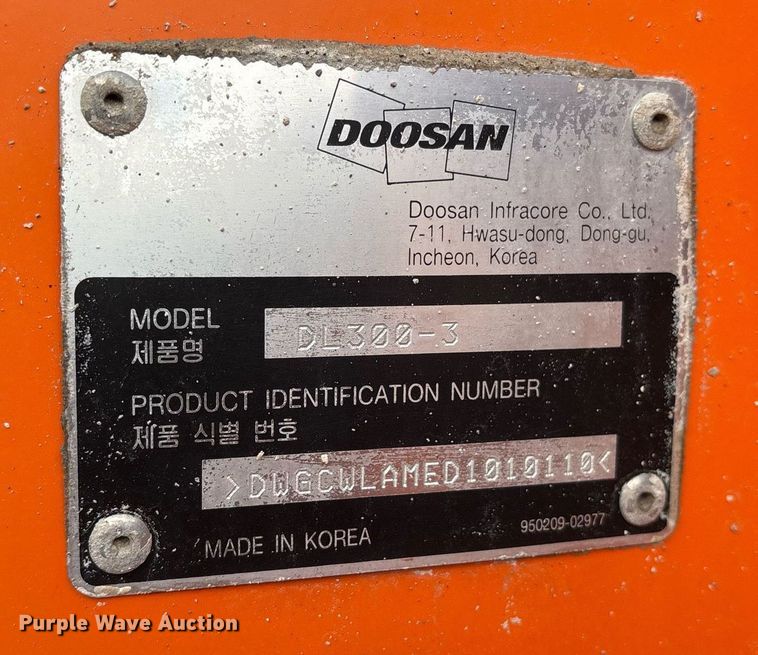 DOOSAN
Doosan Infracore Co., Ltd.
7-11, Hwasu-dong, Dong-gu,
Incheon, Korea
MODEL DL300-3
제품명
PRODUCT IDENTIFICATION NUMBER
제품 식별 번호
>DWGCWLAMED1010110<
MADE IN KOREA
950209-02977
Purple Wave Auction